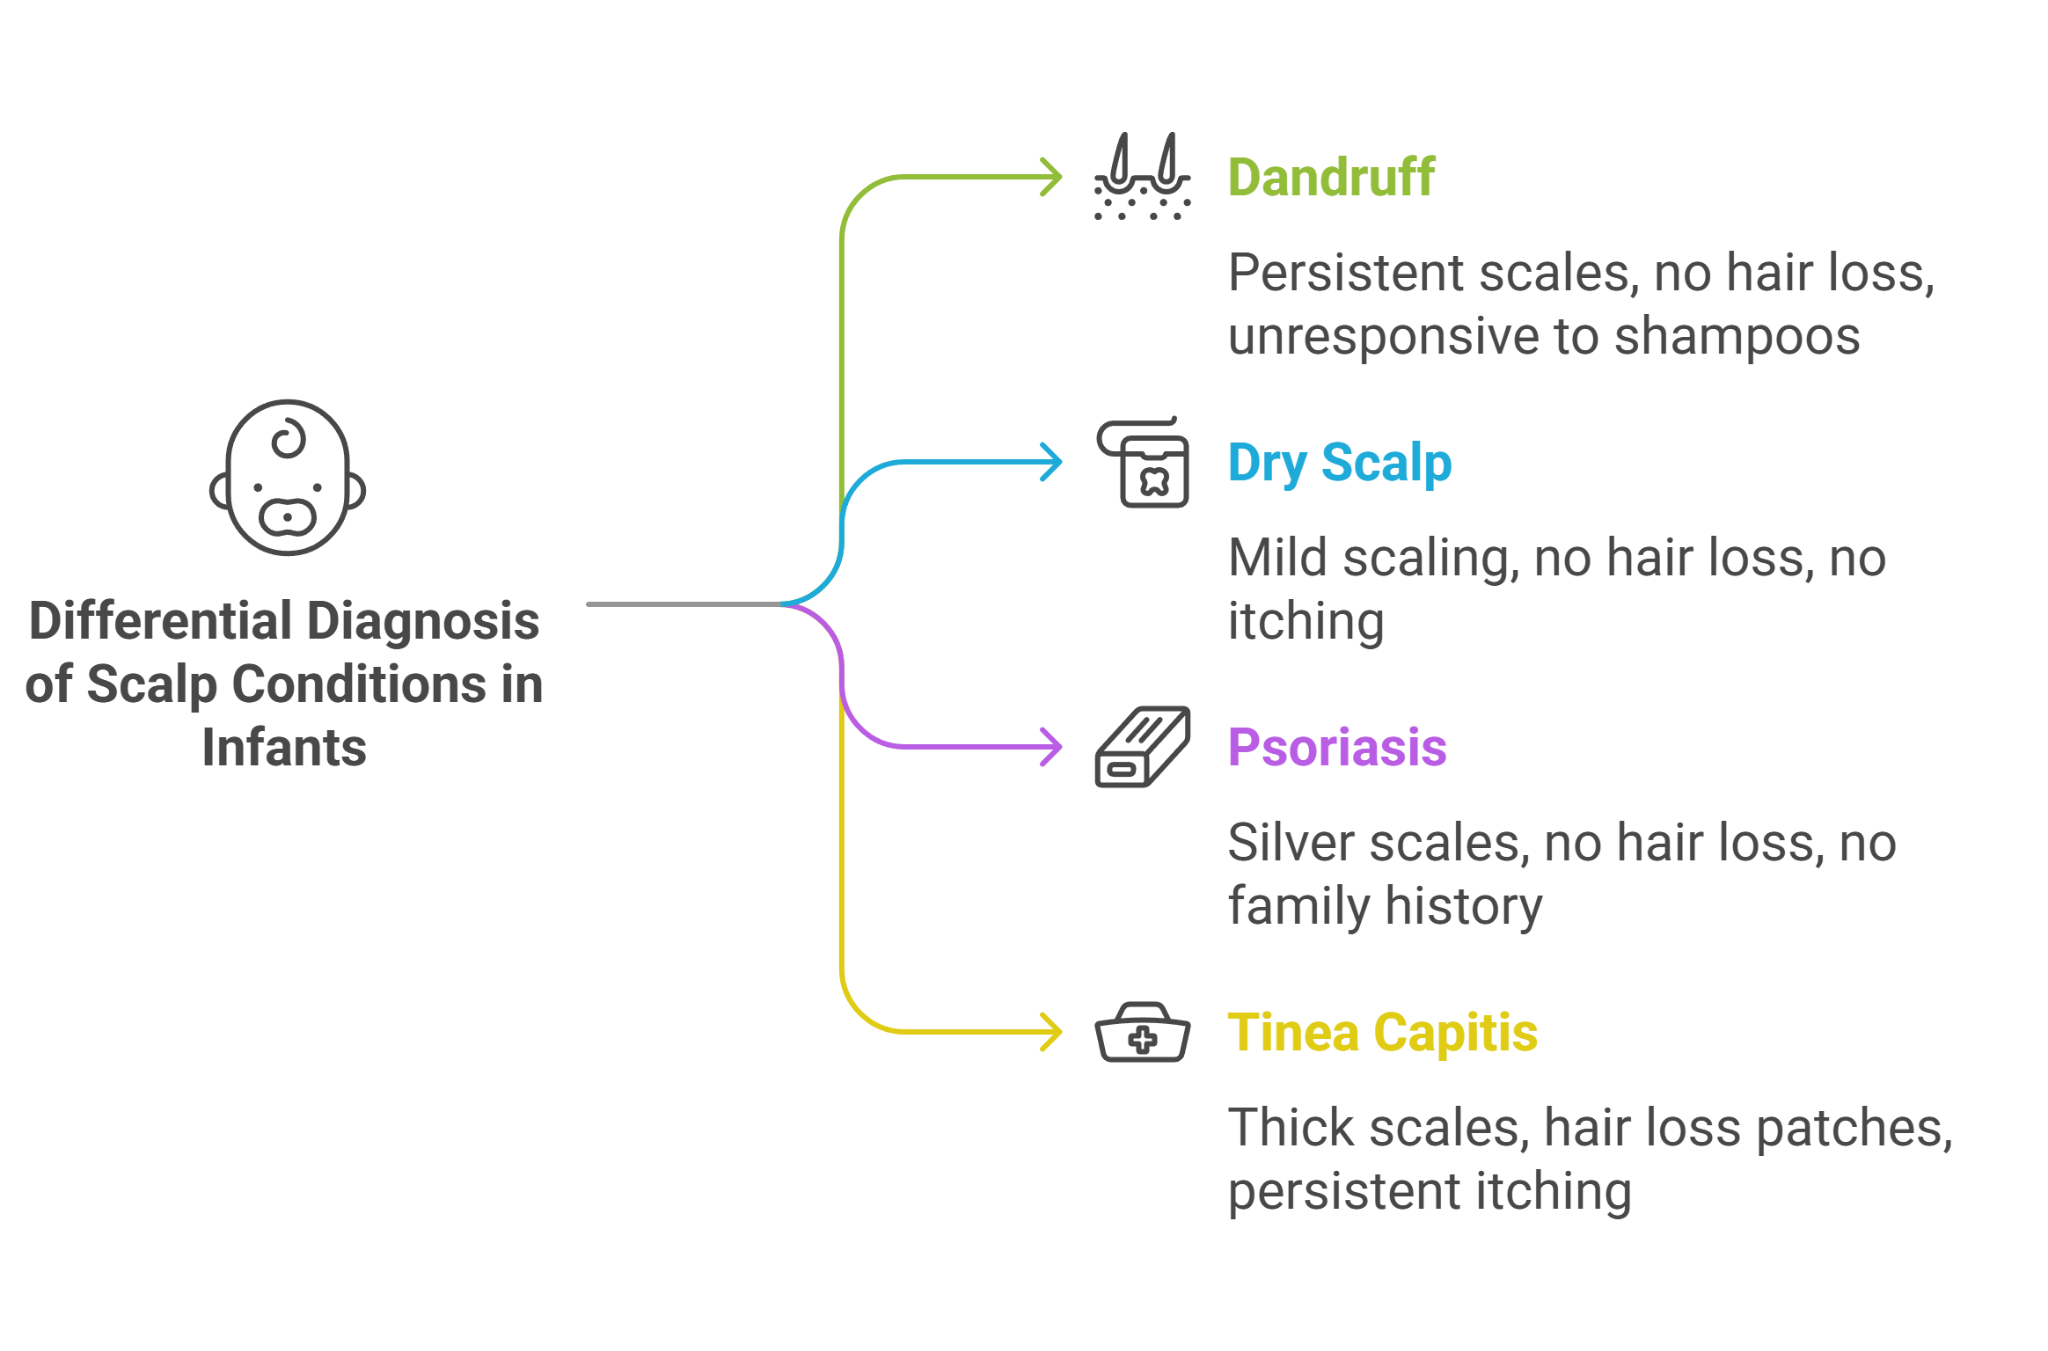 Differential Diagnosis
of Scalp Conditions in
Infants
Dandruff
Persistent scales, no hair loss,
unresponsive to shampoos
Dry Scalp
Mild scaling, no hair loss, no
itching
Psoriasis
Silver scales, no hair loss, no
family history
Tinea Capitis
Thick scales, hair loss patches,
persistent itching